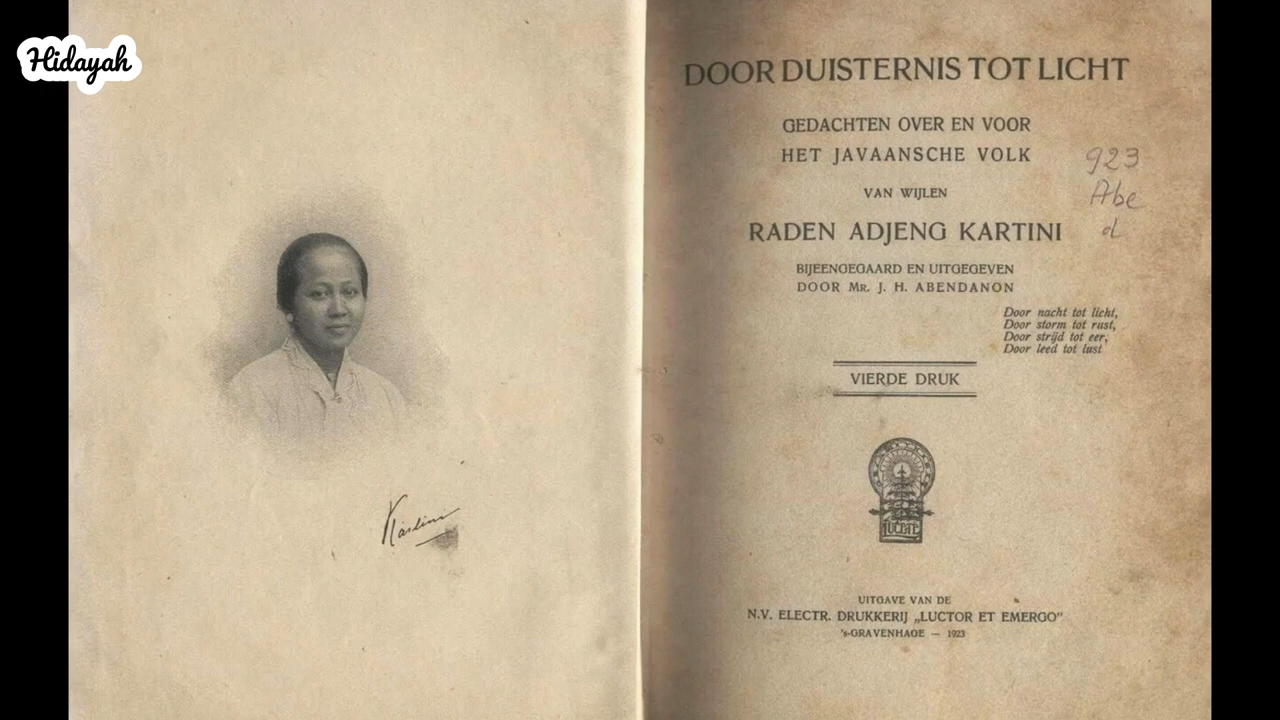 Hidayah
Kartini
DOOR DUISTERNIS TOT LICHT
GEDACHTEN OVER EN VOOR
HET JAVAANSCHE VOLK
VAN WIJLEN
RADEN ADJENG KARTINI
BIJEENGEGAARD EN UITGEGEVEN
DOOR MR. J. H. ABENDANON
923
Abe
d
Door nacht tot licht,
Door storm tot rust,
Door strijd tot eer,
Door leed tot lust
VIERDE DRUK
UITGAVE VAN DE
N.V. ELECTR. DRUKKERIJ „LUCTOR ET EMERGO"
's-GRAVENHAGE — 1923